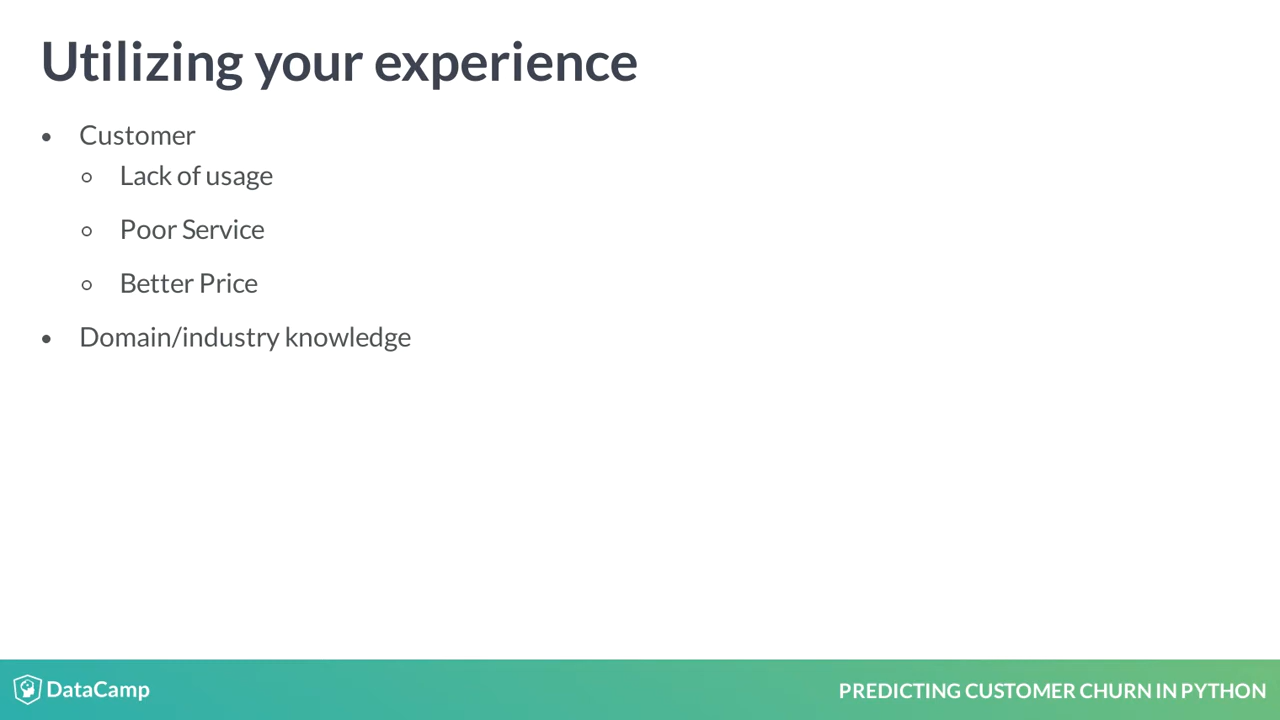 Utilizing your experience
• Customer
○ Lack of usage
○ Poor Service
○ Better Price
• Domain/industry knowledge
DataCamp
PREDICTING CUSTOMER CHURN IN PYTHON